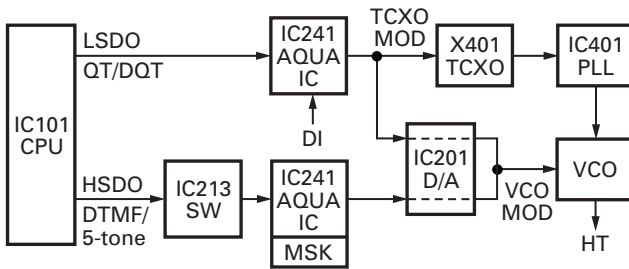 IC101
CPU
LSDO
QT/DQT
IC241
AQUA
IC
DI
TCXO
MOD
X401
TCXO
IC401
PLL
HSDO
DTMF/
5-tone
IC213
SW
IC241
AQUA
IC
MSK
IC201
D/A
VCO
MOD
VCO
HT